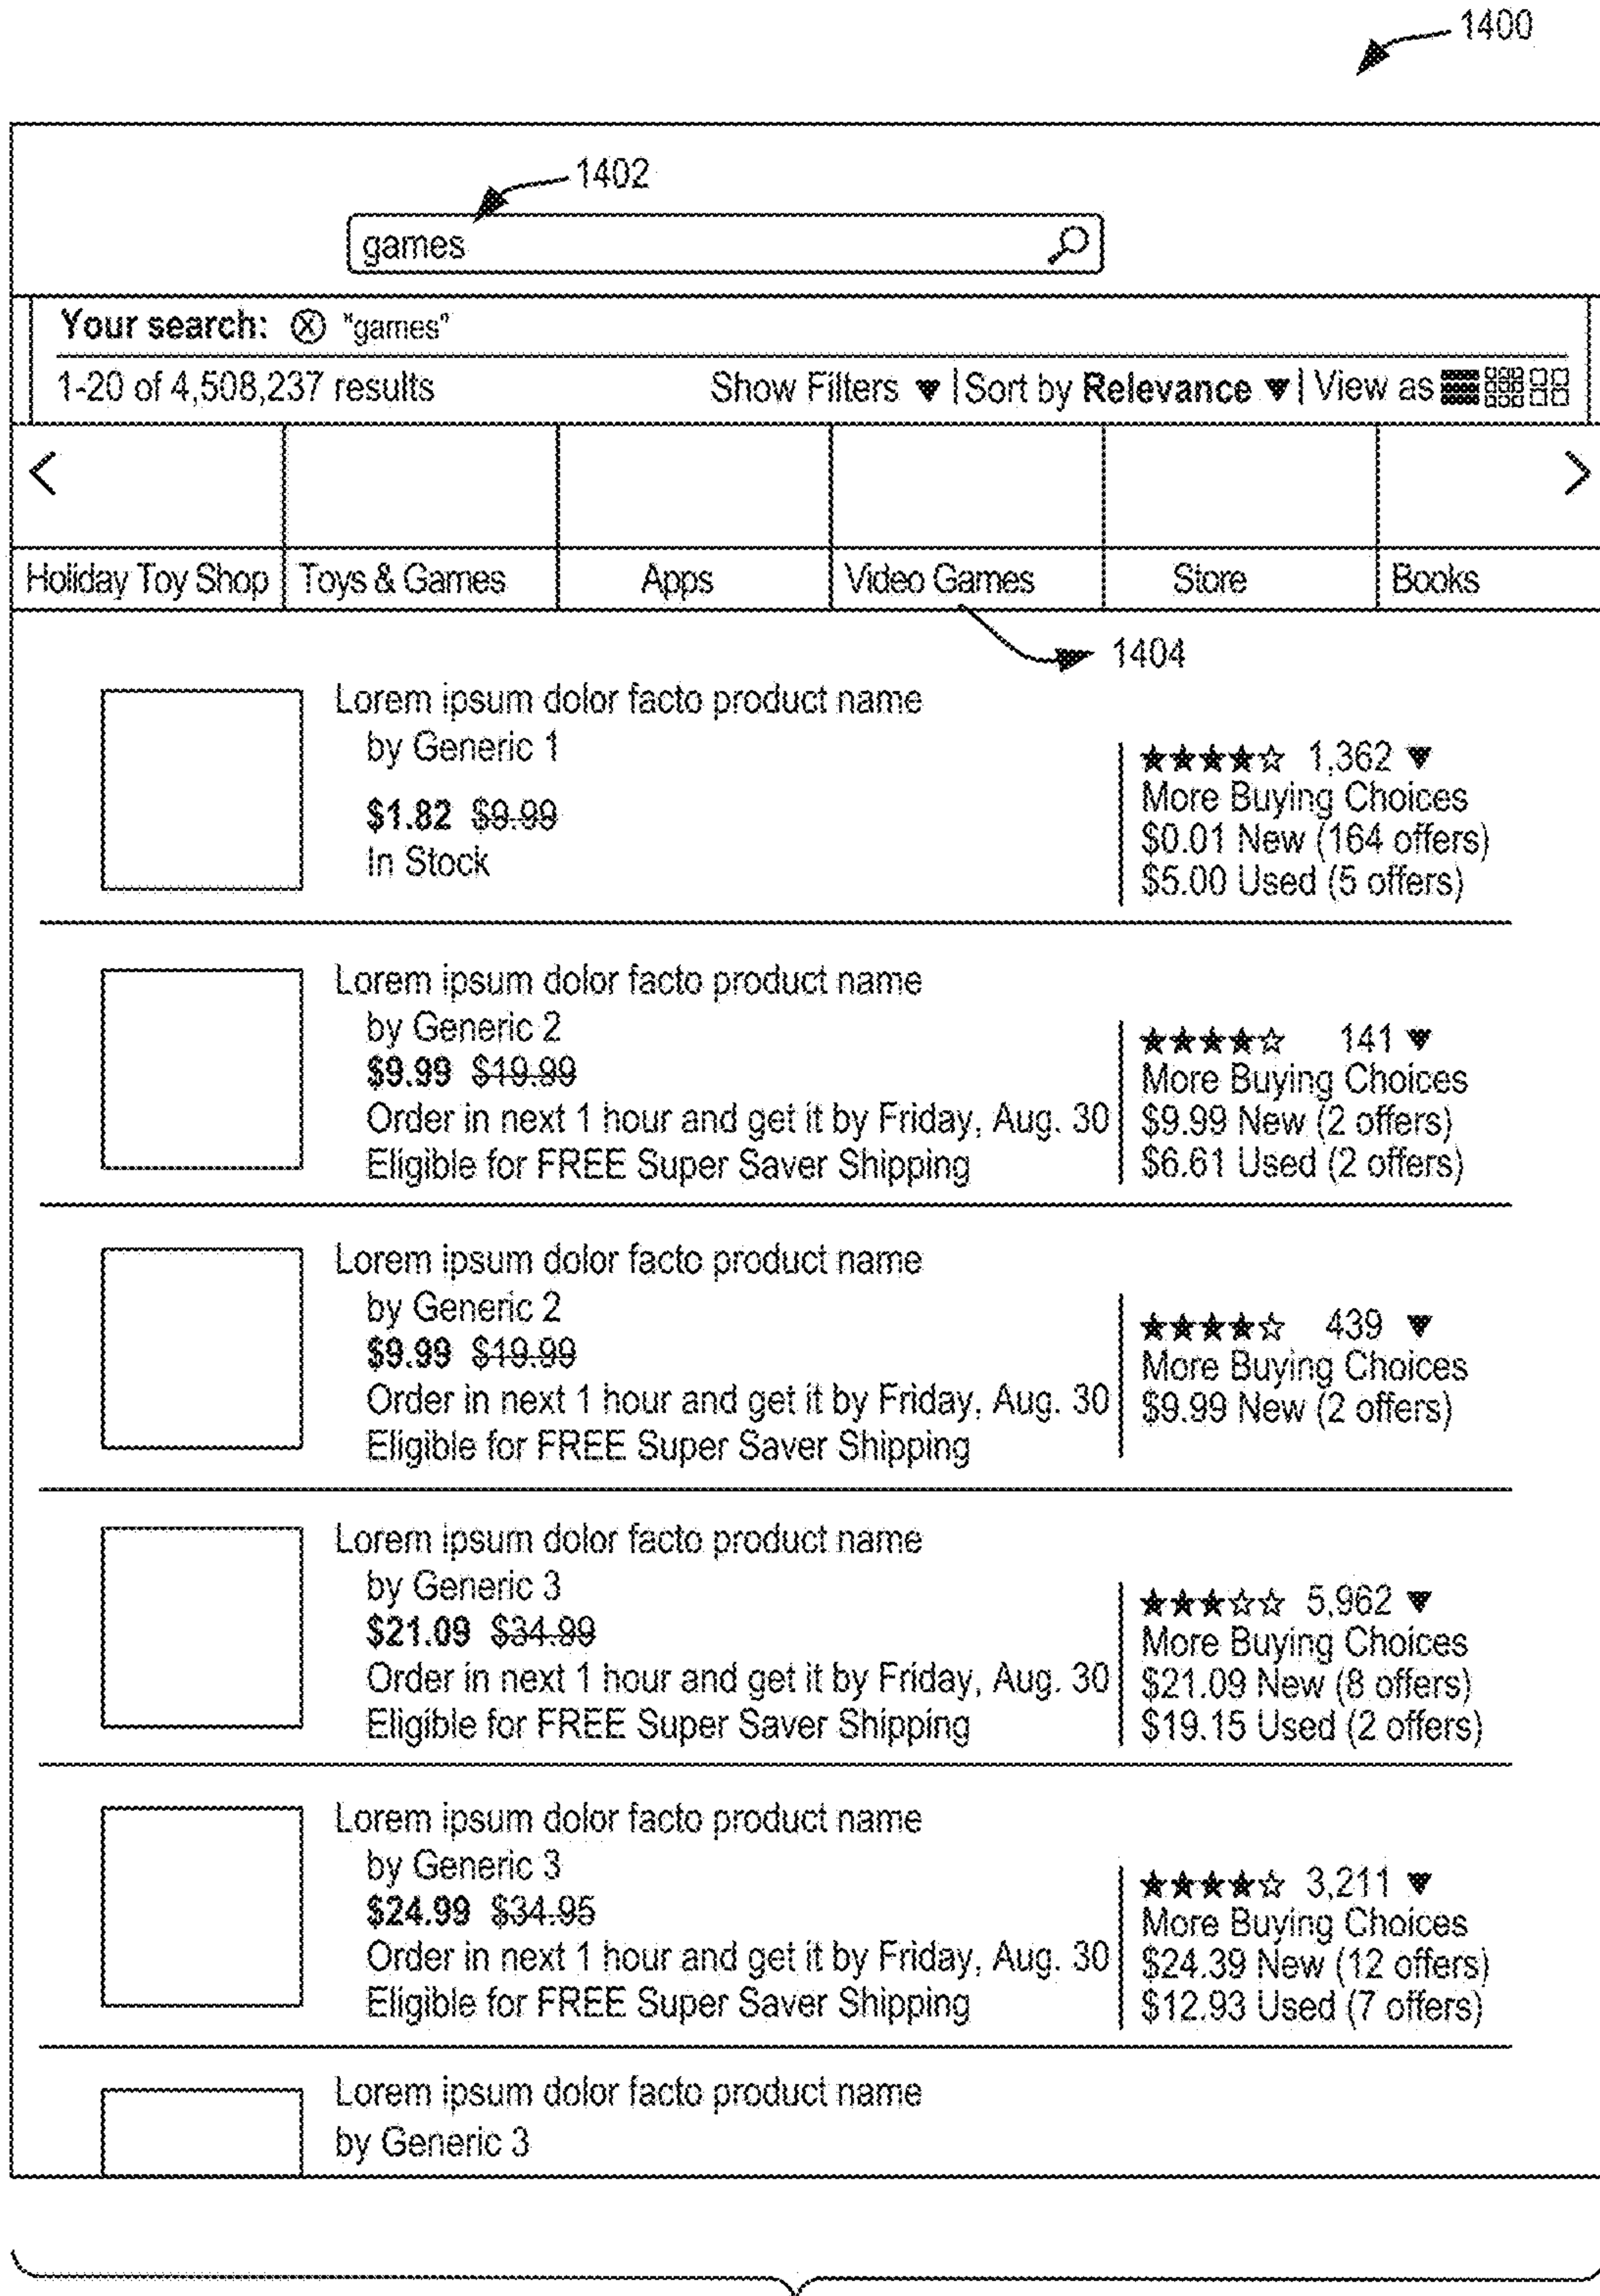 1400
1402
games
Your search: ⓧ "games"
1-20 of 4,508,237 results Show Filters ▼ | Sort by Relevance ▼ | View as
< >
Holiday Toy Shop Toys & Games Apps Video Games Store Books
1404
Lorem ipsum dolor facto product name
by Generic 1
$1.82 $9.99
In Stock
★★★★☆ 1,362 ▼
More Buying Choices
$0.01 New (164 offers)
$5.00 Used (5 offers)
Lorem ipsum dolor facto product name
by Generic 2
$9.99 $19.99
Order in next 1 hour and get it by Friday, Aug. 30
Eligible for FREE Super Saver Shipping
★★★★☆ 141 ▼
More Buying Choices
$9.99 New (2 offers)
$6.61 Used (2 offers)
Lorem ipsum dolor facto product name
by Generic 2
$9.99 $19.99
Order in next 1 hour and get it by Friday, Aug. 30
Eligible for FREE Super Saver Shipping
★★★★☆ 439 ▼
More Buying Choices
$9.99 New (2 offers)
Lorem ipsum dolor facto product name
by Generic 3
$21.09 $34.99
Order in next 1 hour and get it by Friday, Aug. 30
Eligible for FREE Super Saver Shipping
★★★☆☆ 5,962 ▼
More Buying Choices
$21.09 New (8 offers)
$19.15 Used (2 offers)
Lorem ipsum dolor facto product name
by Generic 3
$24.99 $34.95
Order in next 1 hour and get it by Friday, Aug. 30
Eligible for FREE Super Saver Shipping
★★★★☆ 3,211 ▼
More Buying Choices
$24.39 New (12 offers)
$12.93 Used (7 offers)
Lorem ipsum dolor facto product name
by Generic 3